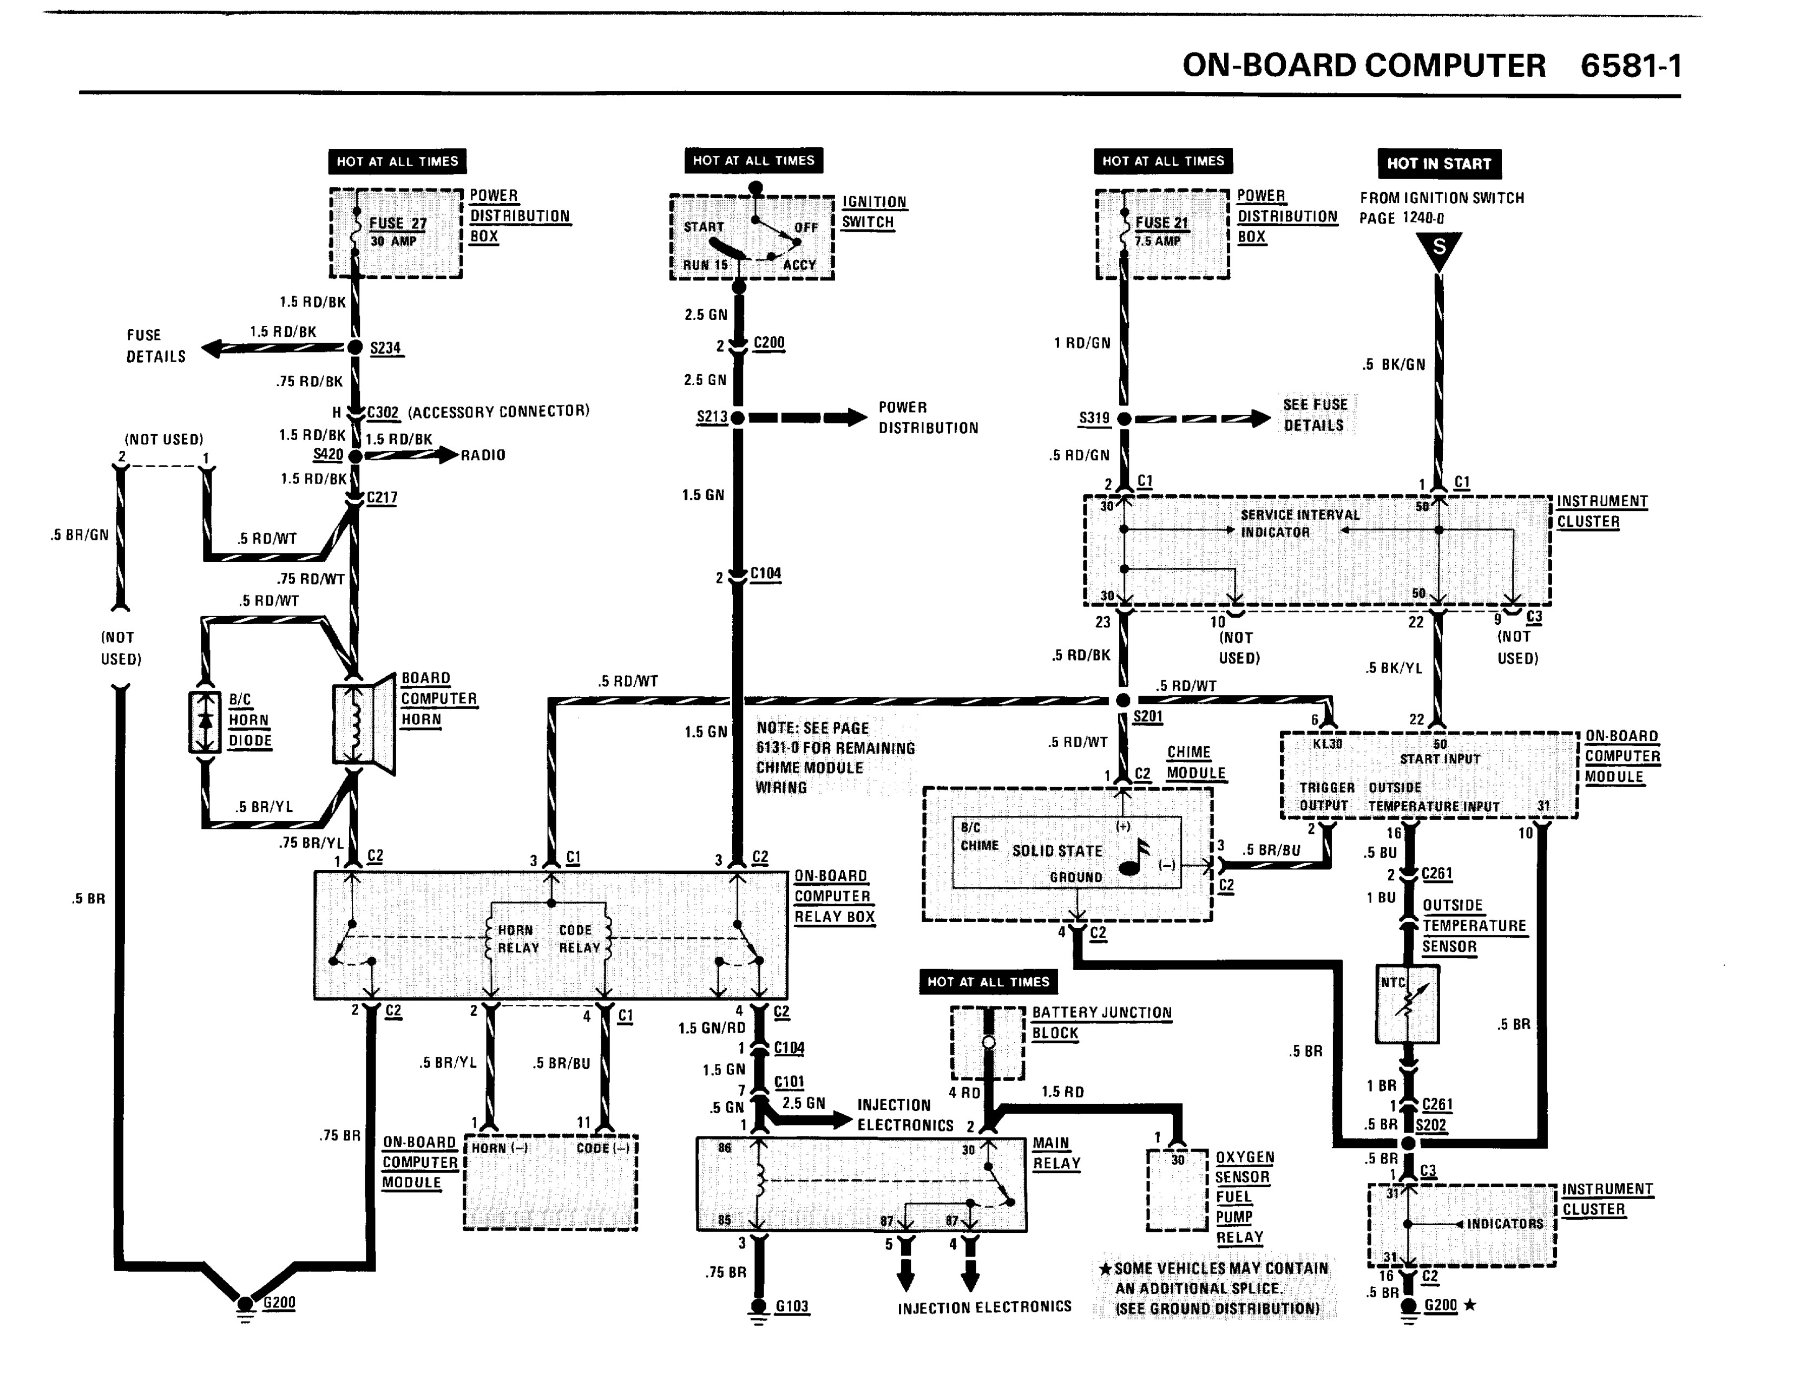 ON-BOARD COMPUTER 6581-1
HOT AT ALL TIMES
POWER
DISTRIBUTION
BOX
FUSE 27
30 AMP
1.5 RD/BK
FUSE
DETAILS
1.5 RD/BK
S234
.75 RD/BK
H
C302 (ACCESSORY CONNECTOR)
1.5 RD/BK
1.5 RD/BK
S420
RADIO
1.5 RD/BK
C217
(NOT USED)
2
1
.5 BR/GN
.5 RD/WT
.75 RD/WT
.5 RD/WT
(NOT
USED)
B/C
HORN
DIODE
BOARD
COMPUTER
HORN
.5 BR/YL
.75 BR/YL
.5 BR
1
C2
HOT AT ALL TIMES
IGNITION
SWITCH
START
OFF
RUN 15
ACCY
2.5 GN
2
C200
2.5 GN
S213
POWER
DISTRIBUTION
1.5 GN
2
C104
.5 RD/WT
1.5 GN
NOTE: SEE PAGE
6131-0 FOR REMAINING
CHIME MODULE
WIRING
3
C1
3
C2
ON-BOARD
COMPUTER
RELAY BOX
HORN
RELAY
CODE
RELAY
2
C2
2
4
C1
4
C2
.5 BR/YL
.5 BR/BU
1.5 GN/RD
1
C104
1.5 GN
7
C101
.5 GN
2.5 GN
INJECTION
ELECTRONICS
.75 BR
1
11
ON-BOARD
COMPUTER
MODULE
HORN (-)
CODE (-)
G200
HOT AT ALL TIMES
POWER
DISTRIBUTION
BOX
FUSE 21
7.5 AMP
1 RD/GN
S319
SEE FUSE
DETAILS
.5 RD/GN
2
C1
HOT IN START
FROM IGNITION SWITCH
PAGE 1240-0
S
.5 BK/GN
1
C1
INSTRUMENT
CLUSTER
30
50
SERVICE INTERVAL
INDICATOR
30
50
23
10
22
9
C3
(NOT
USED)
(NOT
USED)
.5 RD/BK
.5 BK/YL
.5 RD/WT
S201
6
22
.5 RD/WT
CHIME
MODULE
1
C2
ON-BOARD
COMPUTER
MODULE
KL30
50
START INPUT
TRIGGER
OUTPUT
OUTSIDE
TEMPERATURE INPUT
31
2
16
10
B/C
CHIME
(+)
SOLID STATE
(-)
GROUND
3
C2
.5 BR/BU
.5 BU
2
C261
1 BU
OUTSIDE
TEMPERATURE
SENSOR
NTC
4
C2
.5 BR
.5 BR
1 BR
1
C261
.5 BR
S202
.5 BR
1
C3
INSTRUMENT
CLUSTER
31
INDICATORS
31
16
C2
.5 BR
G200 ★
HOT AT ALL TIMES
BATTERY JUNCTION
BLOCK
4 RD
1.5 RD
1
2
MAIN
RELAY
86
30
85
87
87
3
5
4
.75 BR
G103
INJECTION ELECTRONICS
1
30
OXYGEN
SENSOR
FUEL
PUMP
RELAY
★SOME VEHICLES MAY CONTAIN
AN ADDITIONAL SPLICE.
(SEE GROUND DISTRIBUTION)